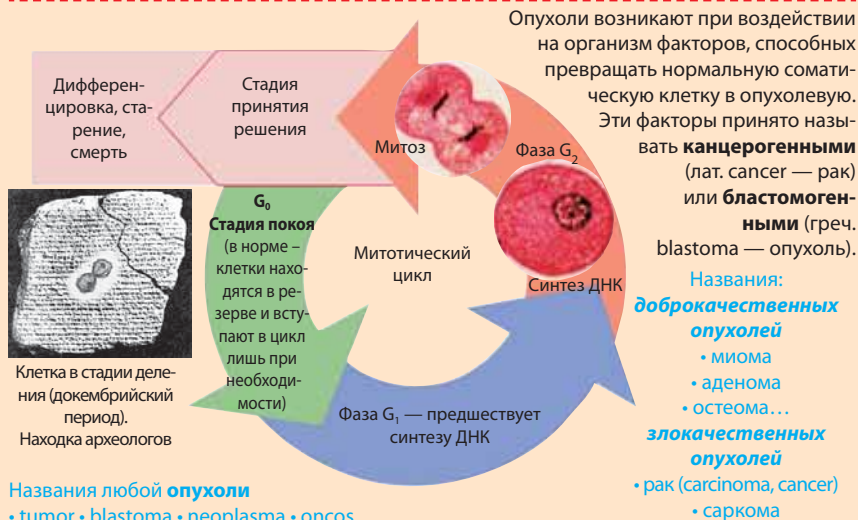 Опухоли возникают при воздействии
на организм факторов, способных
превращать нормальную сомати-
ческую клетку в опухолевую.
Эти факторы принято назы-
вать канцерогенными
(лат. cancer — рак)
или бластомоген-
ными (греч.
blastoma — опухоль).
Дифферен-
цировка, ста-
рение,
смерть
Стадия
принятия
решения
Митоз
Фаза G₂
Синтез ДНК
Митотический
цикл
G₀
Стадия покоя
(в норме –
клетки нахо-
дятся в ре-
зерве и всту-
пают в цикл
лишь при
необходи-
мости)
Фаза G₁ — предшествует
синтезу ДНК
Клетка в стадии деле-
ния (докембрийский
период).
Находка археологов
Названия:
доброкачественных
опухолей
• миома
• аденома
• остеома…
злокачественных
опухолей
• рак (carcinoma, cancer)
• саркома
Названия любой опухоли
• tumor • blastoma • neoplasma • oncos